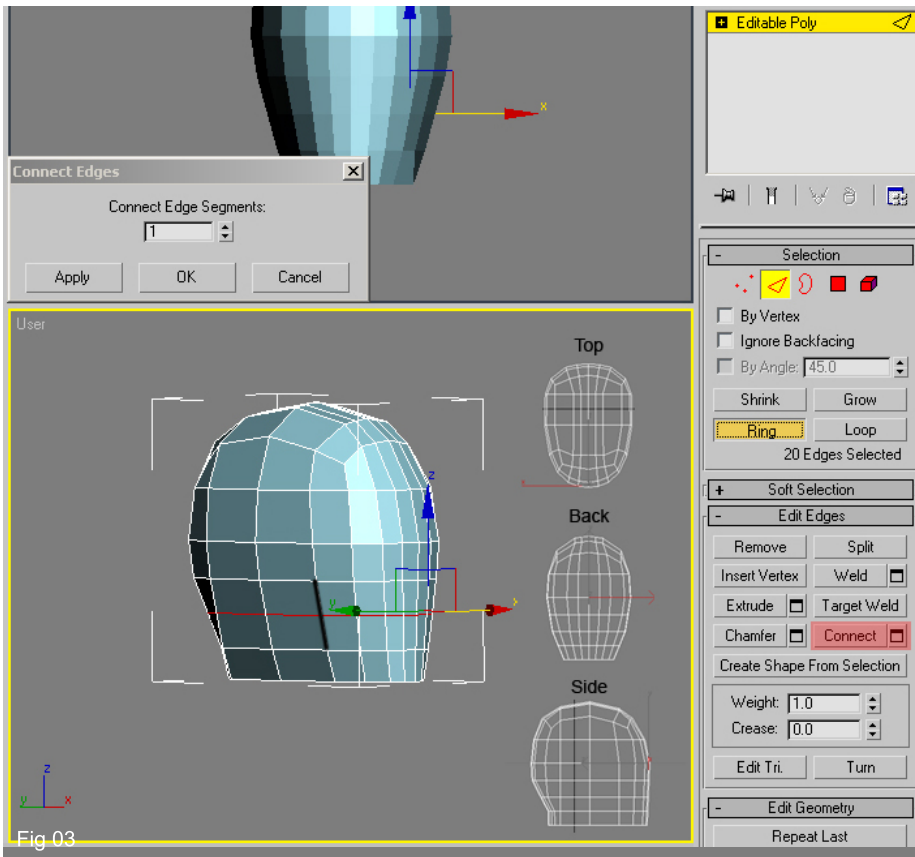 Editable Poly
x
Connect Edges
Connect Edge Segments:
1
Apply
OK
Cancel
- Selection
By Vertex
Ignore Backfacing
By Angle: 45.0
Shrink
Grow
Ring
Loop
20 Edges Selected
+ Soft Selection
- Edit Edges
Remove
Split
Insert Vertex
Weld
Extrude
Target Weld
Chamfer
Connect
Create Shape From Selection
Weight: 1.0
Crease: 0.0
Edit Tri.
Turn
- Edit Geometry
Repeat Last
User
Top
Back
Side
z
y
x
z
y
x
Fig 03